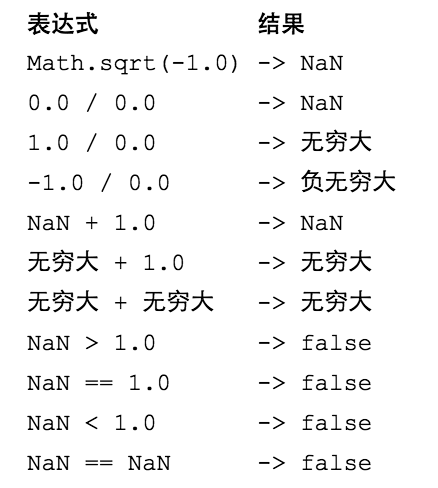 表达式 结果
Math.sqrt(-1.0) -> NaN
0.0 / 0.0 -> NaN
1.0 / 0.0 -> 无穷大
-1.0 / 0.0 -> 负无穷大
NaN + 1.0 -> NaN
无穷大 + 1.0 -> 无穷大
无穷大 + 无穷大 -> 无穷大
NaN > 1.0 -> false
NaN == 1.0 -> false
NaN < 1.0 -> false
NaN == NaN -> false